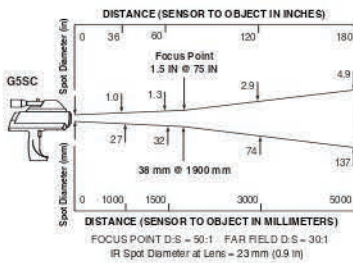 DISTANCE (SENSOR TO OBJECT IN INCHES)
0 36 60 120 180
Spot Diameter (in)
Focus Point
1.5 IN @ 75 IN
G5SC
1.0 1.3 2.9 4.9
27 32 74 137
38 mm @ 1900 mm
Spot Diameter (mm)
0 1000 1500 3000 5000
DISTANCE (SENSOR TO OBJECT IN MILLIMETERS)
FOCUS POINT D:S = 50:1 FAR FIELD D:S = 30:1
IR Spot Diameter at Lens = 23 mm (0.9 in)